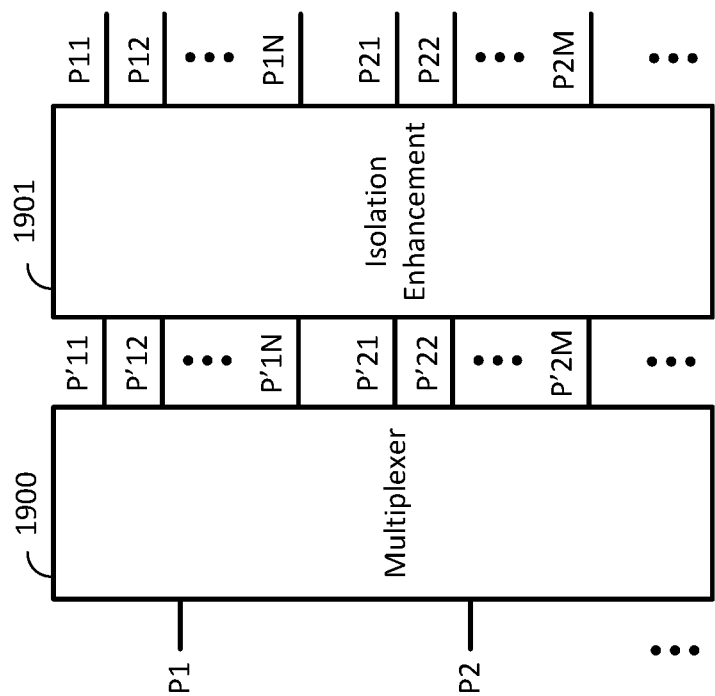 1900
1901
P1
P2
Multiplexer
P'11
P'12
P'1N
P'21
P'22
P'2M
Isolation
Enhancement
P11
P12
P1N
P21
P22
P2M